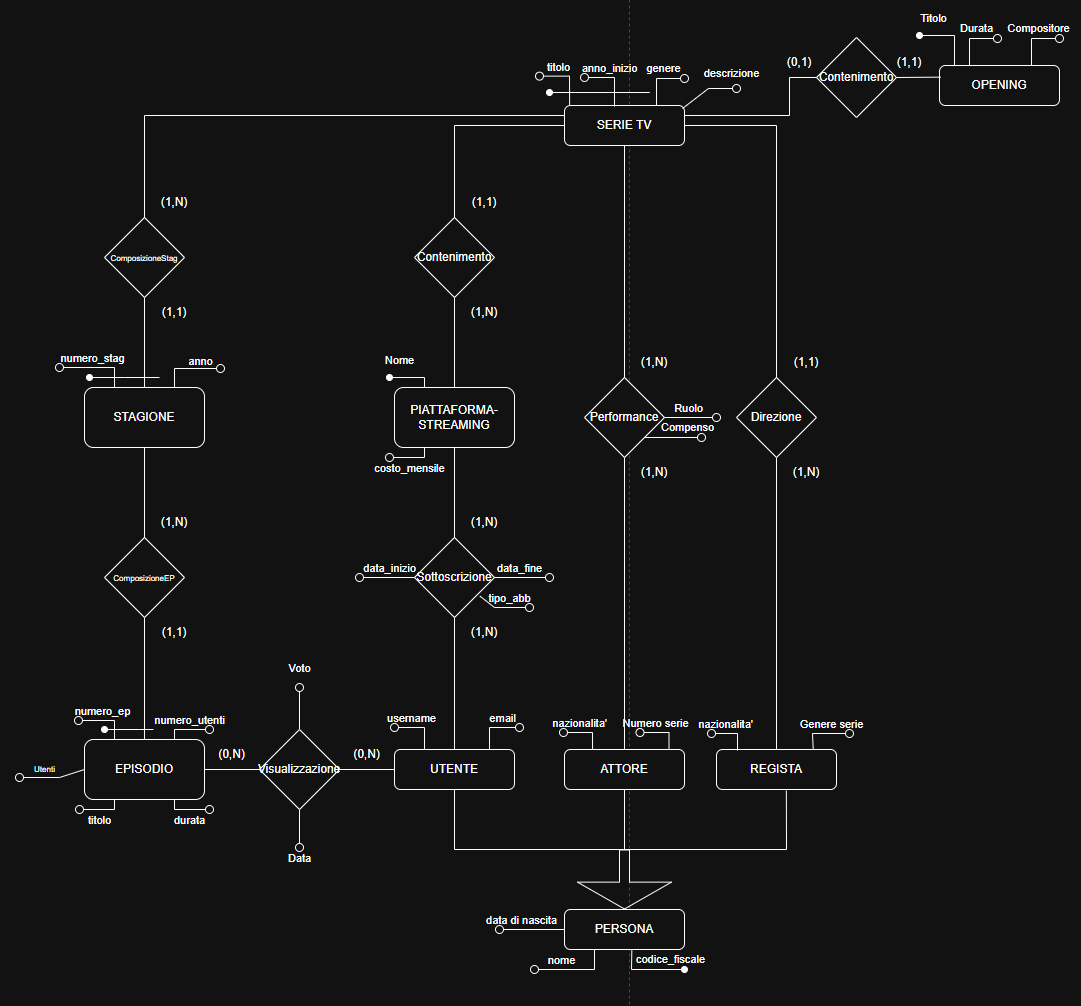 Titolo
Durata
Compositore
(0,1)
Contenimento
(1,1)
OPENING
titolo
anno_inizio
genere
descrizione
SERIE TV
(1,N)
ComposizioneStag
(1,1)
(1,1)
Contenimento
(1,N)
numero_stag
anno
STAGIONE
Nome
PIATTAFORMA-
STREAMING
costo_mensile
(1,N)
Performance
Ruolo
Compenso
(1,N)
(1,1)
Direzione
(1,N)
(1,N)
ComposizioneEP
(1,1)
(1,N)
data_inizio
Sottoscrizione
data_fine
tipo_abb
(1,N)
numero_ep
numero_utenti
Utenti
EPISODIO
titolo
durata
(0,N)
Voto
Visualizzazione
Data
(0,N)
username
email
UTENTE
nazionalita'
Numero serie
ATTORE
nazionalita'
Genere serie
REGISTA
data di nascita
PERSONA
nome
codice_fiscale